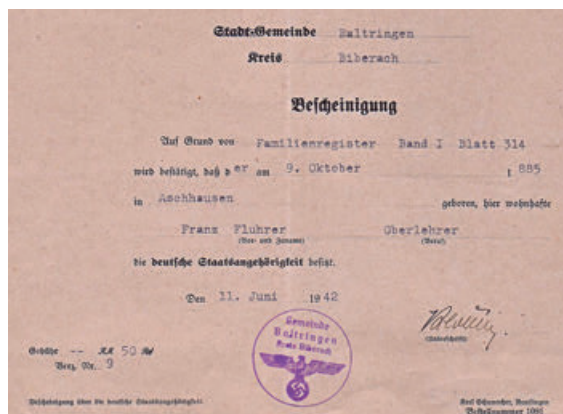 Stadt-Gemeinde Baltringen
Kreis Biberach
Bescheinigung
Auf Grund von Familienregister Band I Blatt 314
wird bestätigt, daß der am 9. Oktober 1885
in Aschhausen geboren, hier wohnhafte
Franz Fluhrer Oberlehrer
(Vor- und Zuname) (Beruf)
die deutsche Staatsangehörigkeit besitzt.
Den 11. Juni 1942
Gemeinde
Baltringen
Kreis Biberach
(Unterschrift)
Gebühr -- RM 50
Verz. Nr. 9
Bescheinigung über die deutsche Staatsangehörigkeit
Karl Reutlingen
Bestellnummer